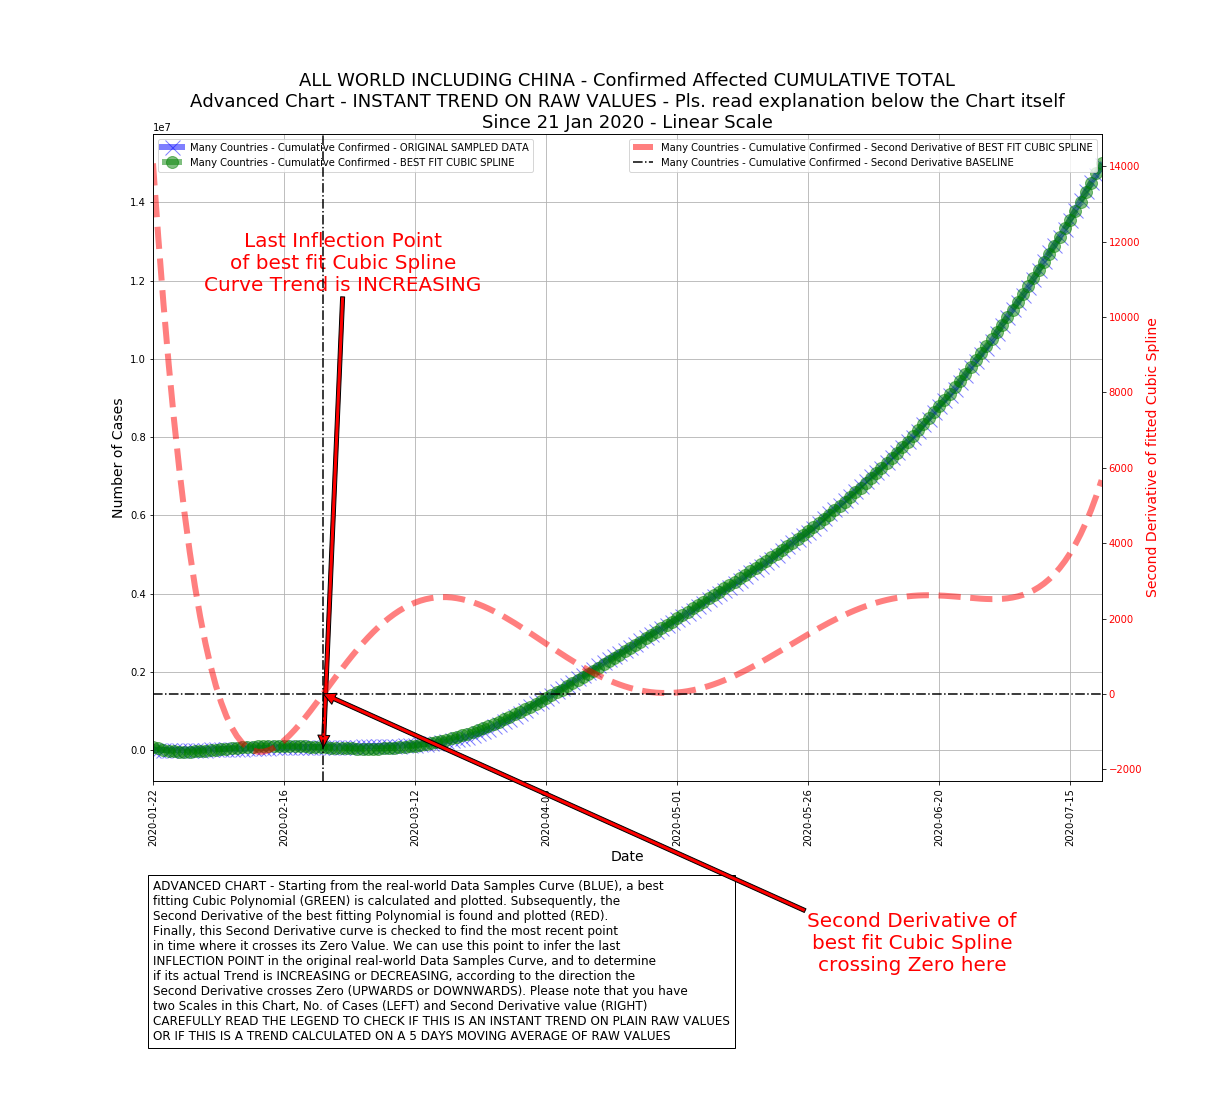 ALL WORLD INCLUDING CHINA - Confirmed Affected CUMULATIVE TOTAL
Advanced Chart - INSTANT TREND ON RAW VALUES - Pls. read explanation below the Chart itself
Since 21 Jan 2020 - Linear Scale
1e7
Many Countries - Cumulative Confirmed - ORIGINAL SAMPLED DATA
Many Countries - Cumulative Confirmed - BEST FIT CUBIC SPLINE
Many Countries - Cumulative Confirmed - Second Derivative of BEST FIT CUBIC SPLINE
Many Countries - Cumulative Confirmed - Second Derivative BASELINE
Last Inflection Point
of best fit Cubic Spline
Curve Trend is INCREASING
Number of Cases
1.4
1.2
1.0
0.8
0.6
0.4
0.2
0.0
14000
12000
10000
8000
6000
4000
2000
0
−2000
Second Derivative of fitted Cubic Spline
2020-01-22
2020-02-16
2020-03-12
2020-05-01
2020-05-26
2020-06-20
2020-07-15
Date
ADVANCED CHART - Starting from the real-world Data Samples Curve (BLUE), a best
fitting Cubic Polynomial (GREEN) is calculated and plotted. Subsequently, the
Second Derivative of the best fitting Polynomial is found and plotted (RED).
Finally, this Second Derivative curve is checked to find the most recent point
in time where it crosses its Zero Value. We can use this point to infer the last
INFLECTION POINT in the original real-world Data Samples Curve, and to determine
if its actual Trend is INCREASING or DECREASING, according to the direction the
Second Derivative crosses Zero (UPWARDS or DOWNWARDS). Please note that you have
two Scales in this Chart, No. of Cases (LEFT) and Second Derivative value (RIGHT)
CAREFULLY READ THE LEGEND TO CHECK IF THIS IS AN INSTANT TREND ON PLAIN RAW VALUES
OR IF THIS IS A TREND CALCULATED ON A 5 DAYS MOVING AVERAGE OF RAW VALUES
Second Derivative of
best fit Cubic Spline
crossing Zero here